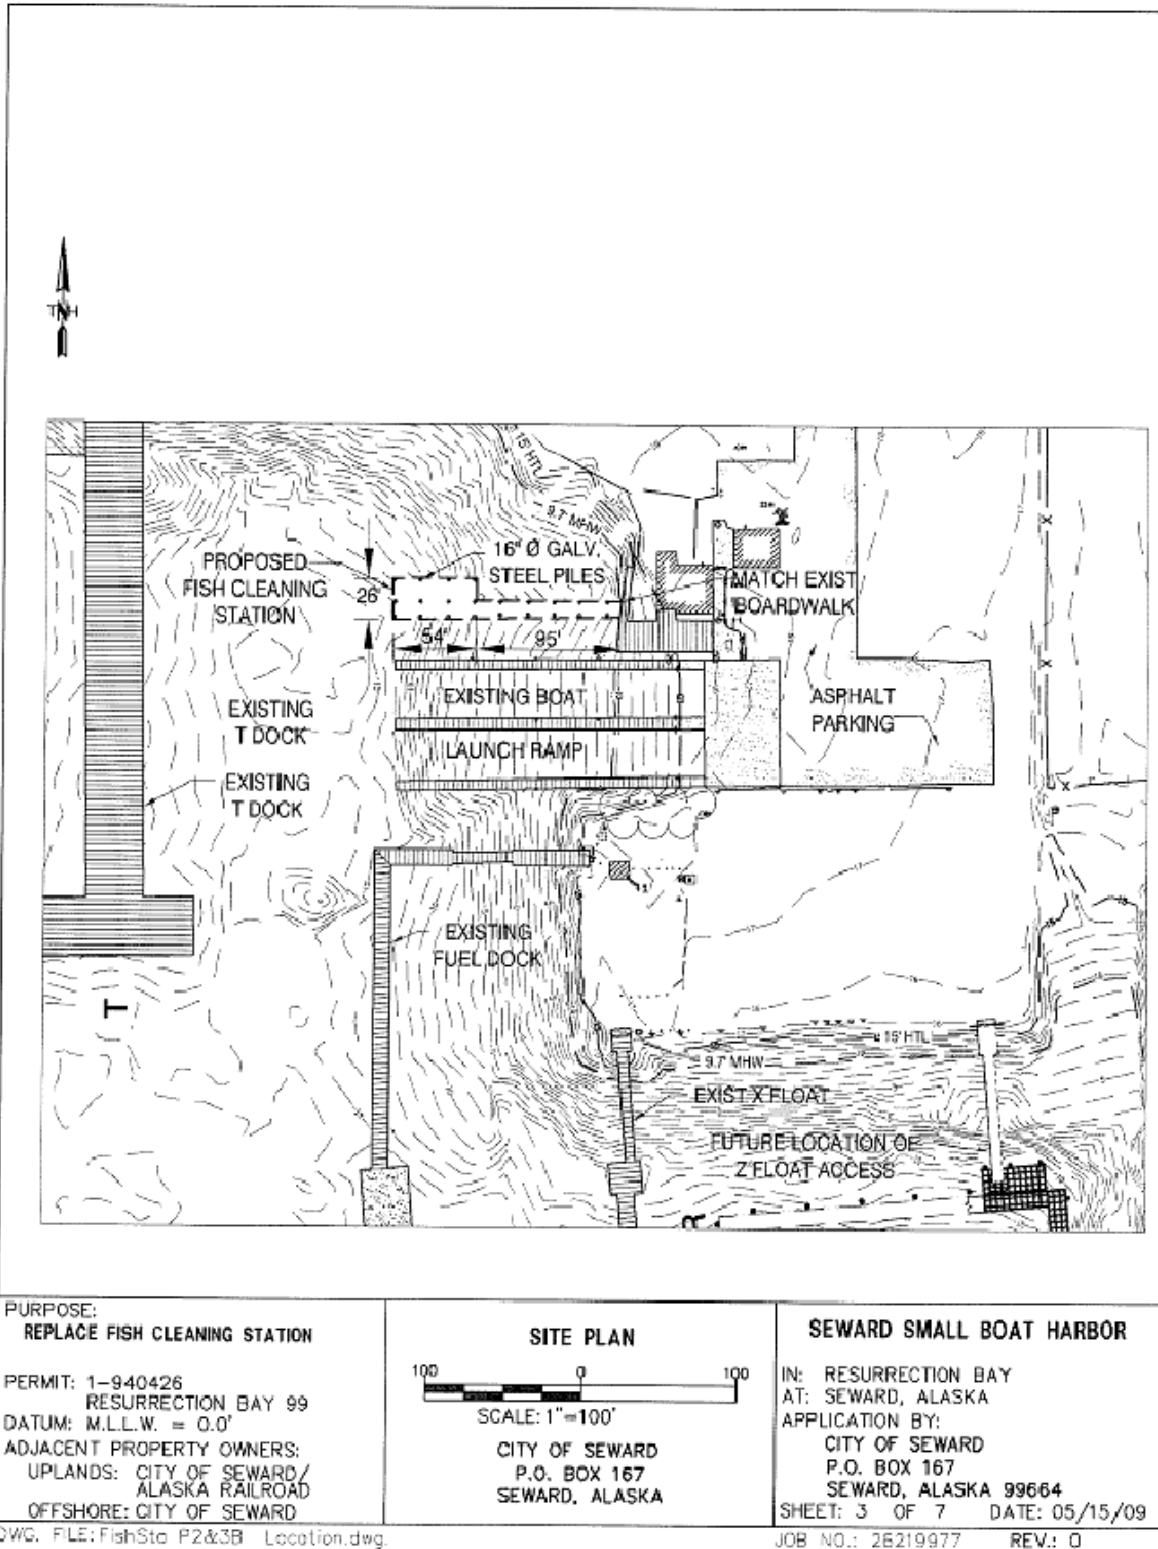 N
15' HTL
9.7' MHW
PROPOSED
FISH CLEANING
STATION
26'
16" Ø GALV.
STEEL PILES
MATCH EXIST
BOARDWALK
54'
95'
EXISTING BOAT
LAUNCH RAMP
ASPHALT
PARKING
EXISTING
T DOCK
EXISTING
T DOCK
EXISTING
FUEL DOCK
T
15' HTL
9.7' MHW
EXIST X FLOAT
FUTURE LOCATION OF
Z FLOAT ACCESS
PURPOSE:
REPLACE FISH CLEANING STATION
PERMIT: 1-940426
RESURRECTION BAY 99
DATUM: M.L.L.W. = 0.0'
ADJACENT PROPERTY OWNERS:
UPLANDS: CITY OF SEWARD/
ALASKA RAILROAD
OFFSHORE: CITY OF SEWARD
SITE PLAN
100 0 100
SCALE: 1"=100'
CITY OF SEWARD
P.O. BOX 167
SEWARD, ALASKA
SEWARD SMALL BOAT HARBOR
IN: RESURRECTION BAY
AT: SEWARD, ALASKA
APPLICATION BY:
CITY OF SEWARD
P.O. BOX 167
SEWARD, ALASKA 99664
SHEET: 3 OF 7 DATE: 05/15/09
DWG. FILE: FishSta P2&3B Location.dwg
JOB NO.: 26219977 REV.: 0